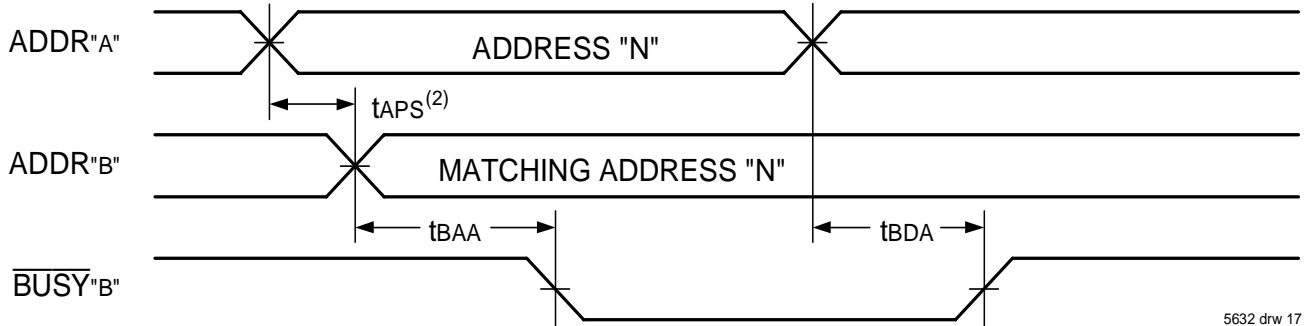 ADDR"A"
ADDRESS "N"
tAPS(2)
ADDR"B"
MATCHING ADDRESS "N"
tBAA
tBDA
BUSY"B"
5632 drw 17